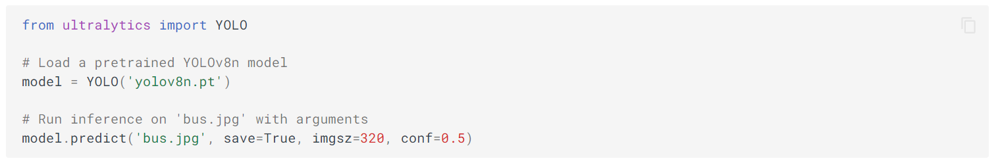 from ultralytics import YOLO
# Load a pretrained YOLOv8n model
model = YOLO('yolov8n.pt')
# Run inference on 'bus.jpg' with arguments
model.predict('bus.jpg', save=True, imgsz=320, conf=0.5)